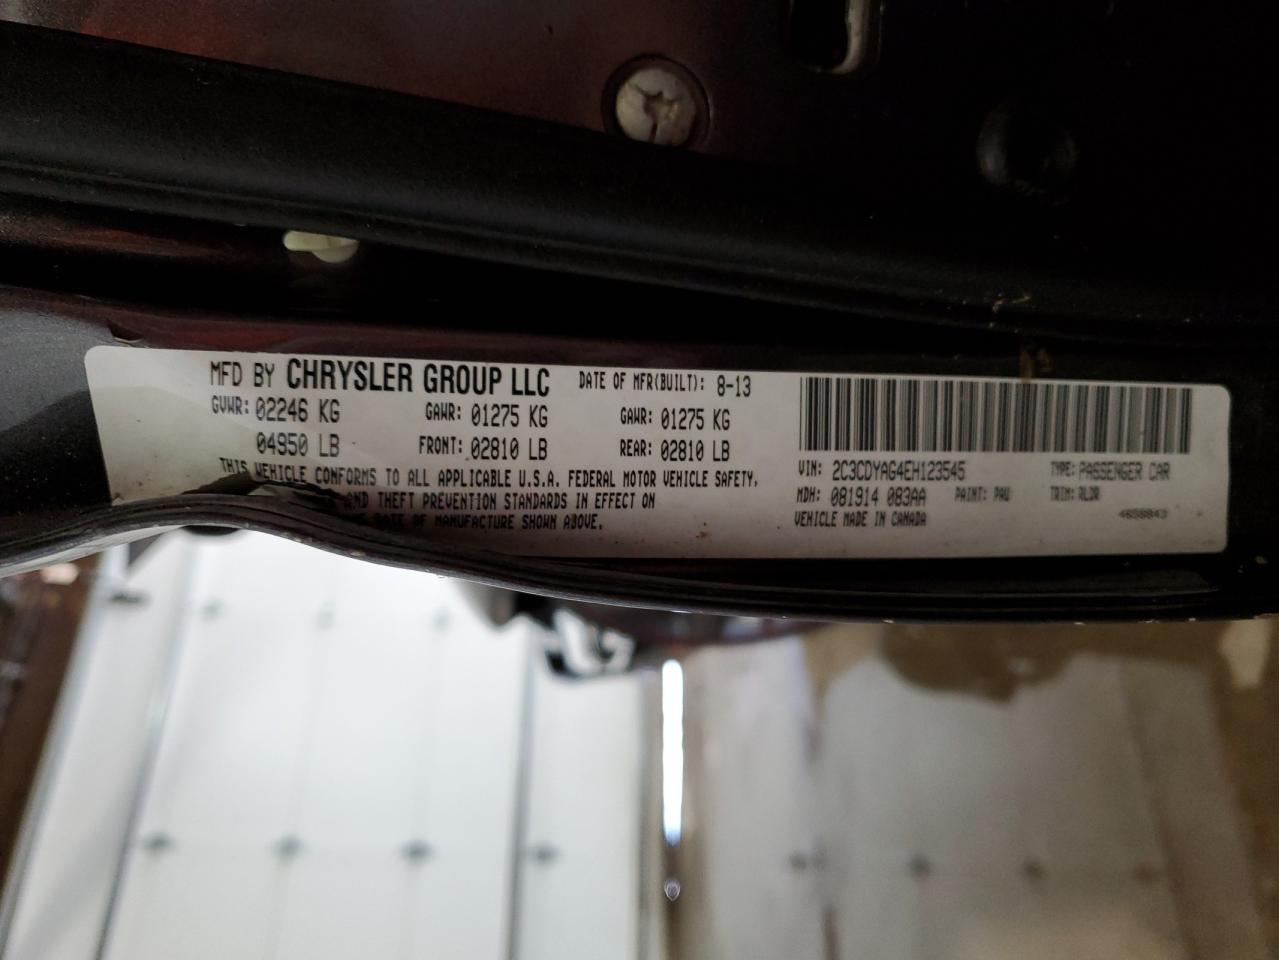 MFD BY CHRYSLER GROUP LLC DATE OF MFR(BUILT): 8-13
GVWR: 02246 KG GAWR: 01275 KG GAWR: 01275 KG
04950 LB FRONT: 02810 LB REAR: 02810 LB
THIS VEHICLE CONFORMS TO ALL APPLICABLE U.S.A. FEDERAL MOTOR VEHICLE SAFETY,
AND THEFT PREVENTION STANDARDS IN EFFECT ON
DATE OF MANUFACTURE SHOWN ABOVE.
VIN: 2C3CDYAG4EH123545 TYPE: PASSENGER CAR
MDH: 081914 083AA PAINT: PAU TRIM: RLDR
VEHICLE MADE IN CANADA